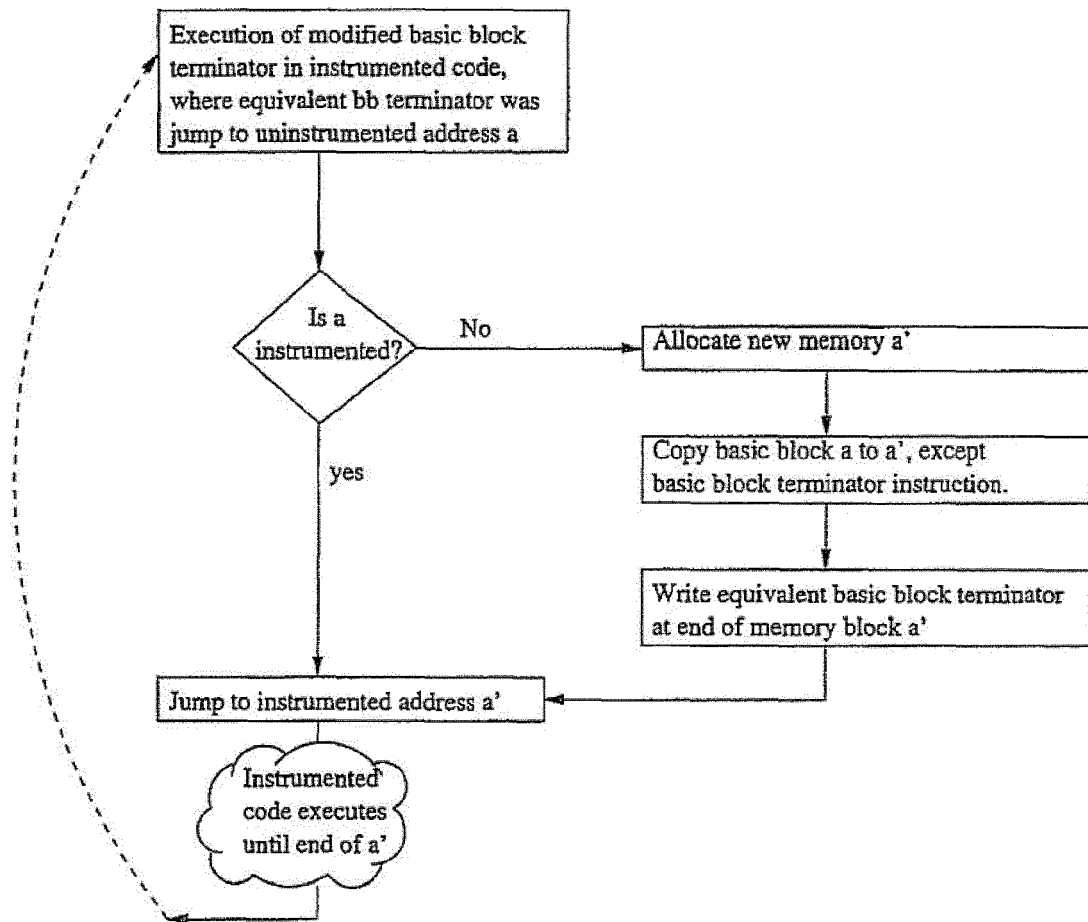 Execution of modified basic block
terminator in instrumented code,
where equivalent bb terminator was
jump to uninstrumented address a
Is a
instrumented?
No
Allocate new memory a‘
Copy basic block a to a’, except
basic block terminator instruction.
yes
Write equivalent basic block terminator
at end of memory block a’
Jump to instrumented address a’
Instrumented
code executes
until end of a’